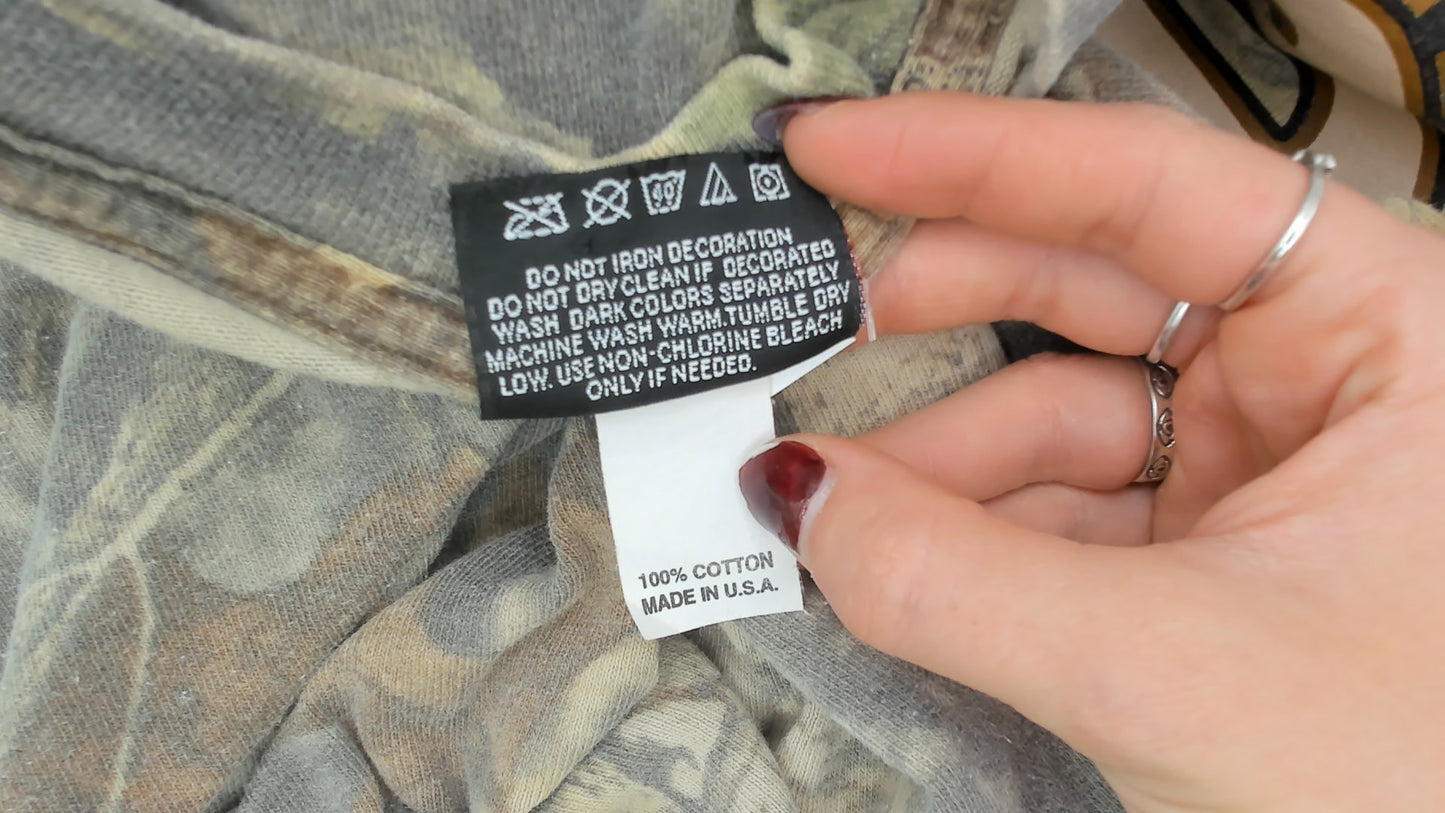 40
DO NOT IRON DECORATION
DO NOT DRY CLEAN IF DECORATED
WASH DARK COLORS SEPARATELY
MACHINE WASH WARM.TUMBLE DRY
LOW. USE NON-CHLORINE BLEACH
ONLY IF NEEDED.
100% COTTON
MADE IN U.S.A.